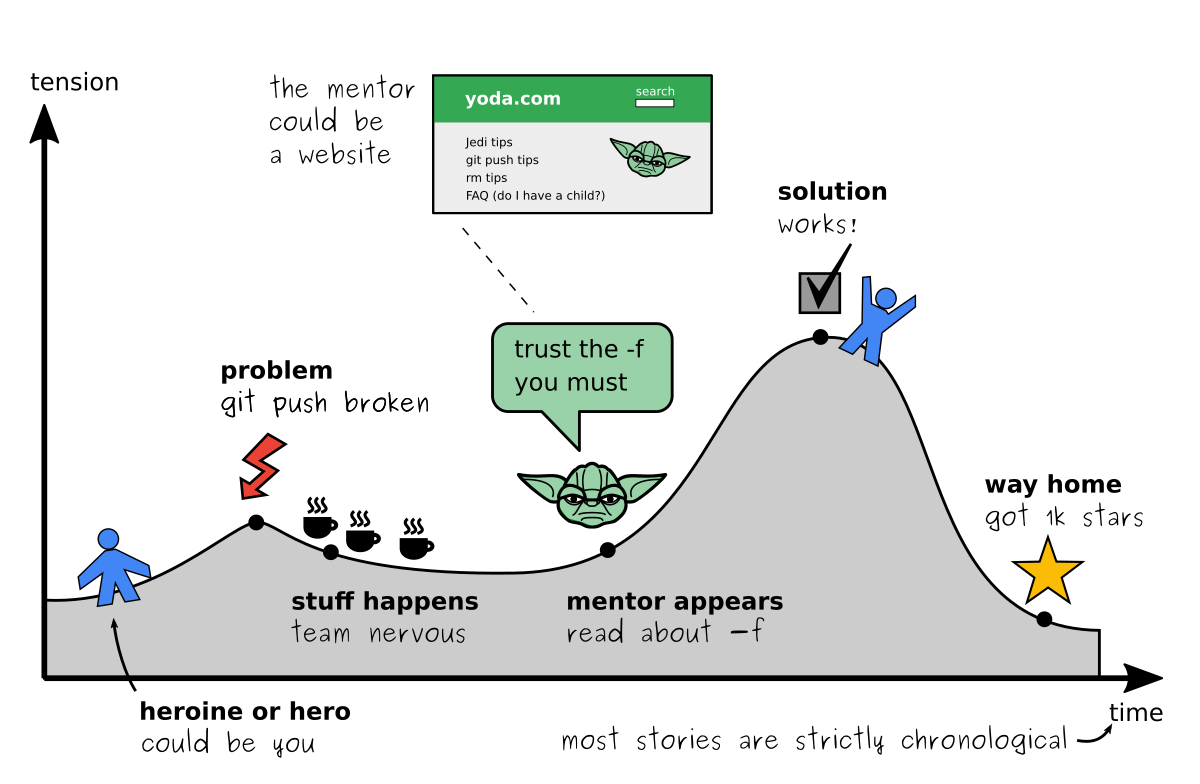 tension
the mentor
could be
a website
yoda.com
search
Jedi tips
git push tips
rm tips
FAQ (do I have a child?)
solution
works!
trust the -f
you must
problem
git push broken
way home
got 1k stars
stuff happens
team nervous
mentor appears
read about -f
heroine or hero
could be you
time
most stories are strictly chronological